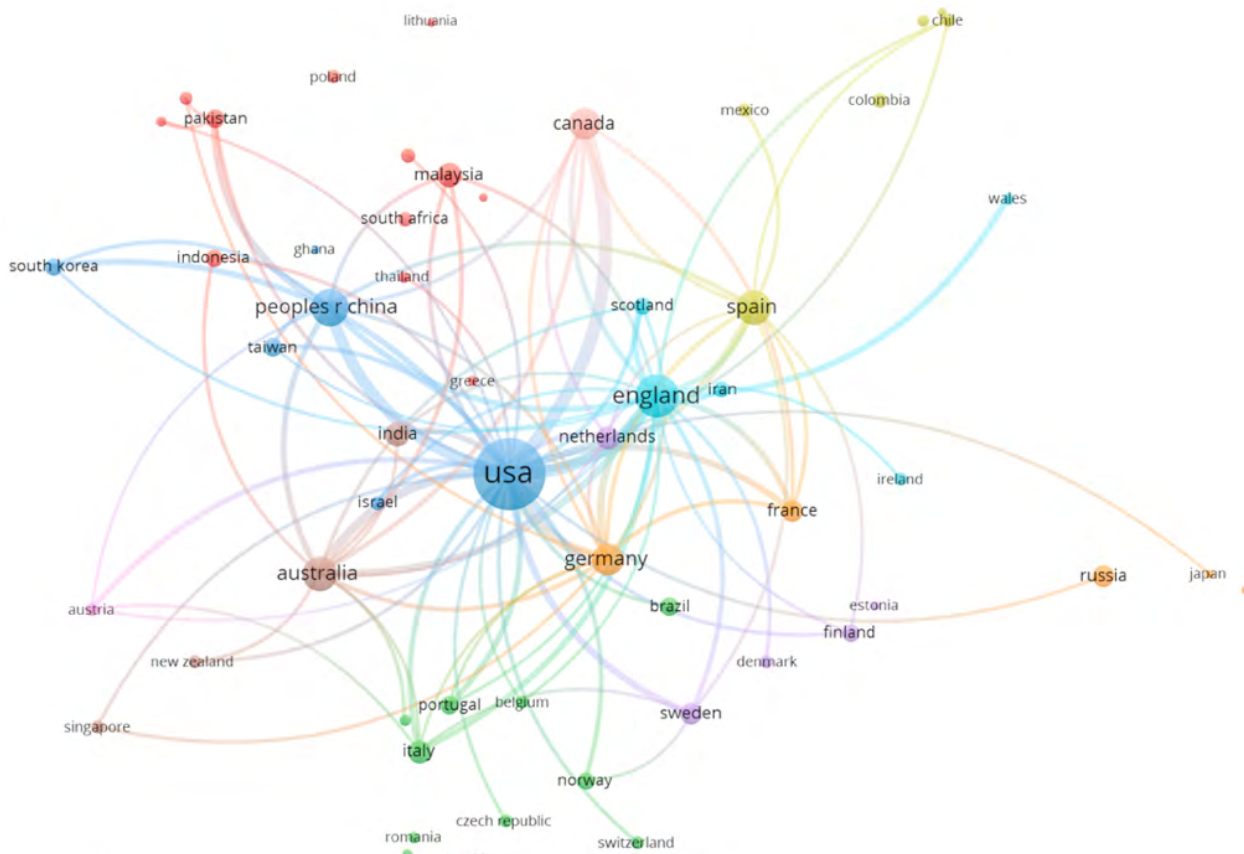 lithuania
chile
poland
mexico
colombia
pakistan
canada
malaysia
wales
south africa
ghana
indonesia
south korea
thailand
peoples r china
scotland
spain
taiwan
greece
england
iran
india
netherlands
usa
israel
ireland
france
germany
australia
russia
japan
austria
brazil
estonia
finland
new zealand
denmark
singapore
portugal
belgium
sweden
italy
norway
czech republic
romania
switzerland